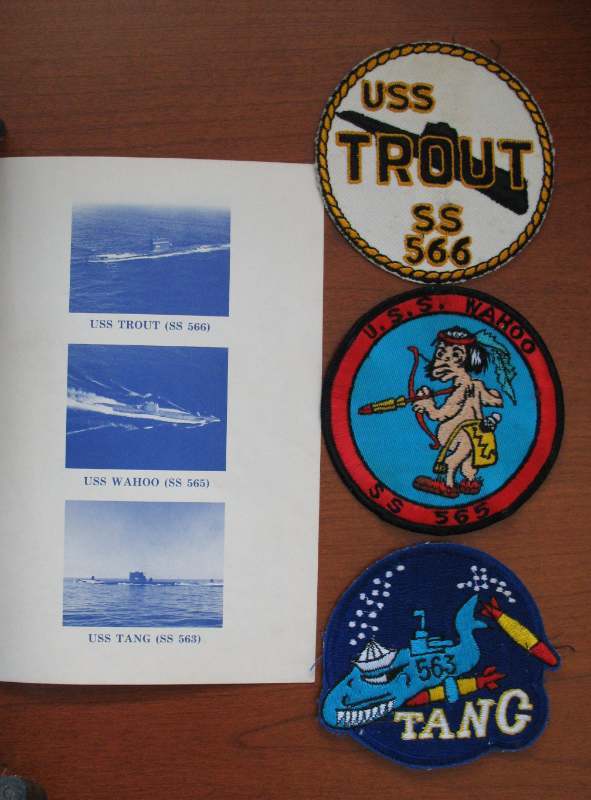 USS TROUT (SS 566)
USS WAHOO (SS 565)
USS TANG (SS 563)
USS
TROUT
SS
566
U.S.S. WAHOO
SS 565
563
TANG